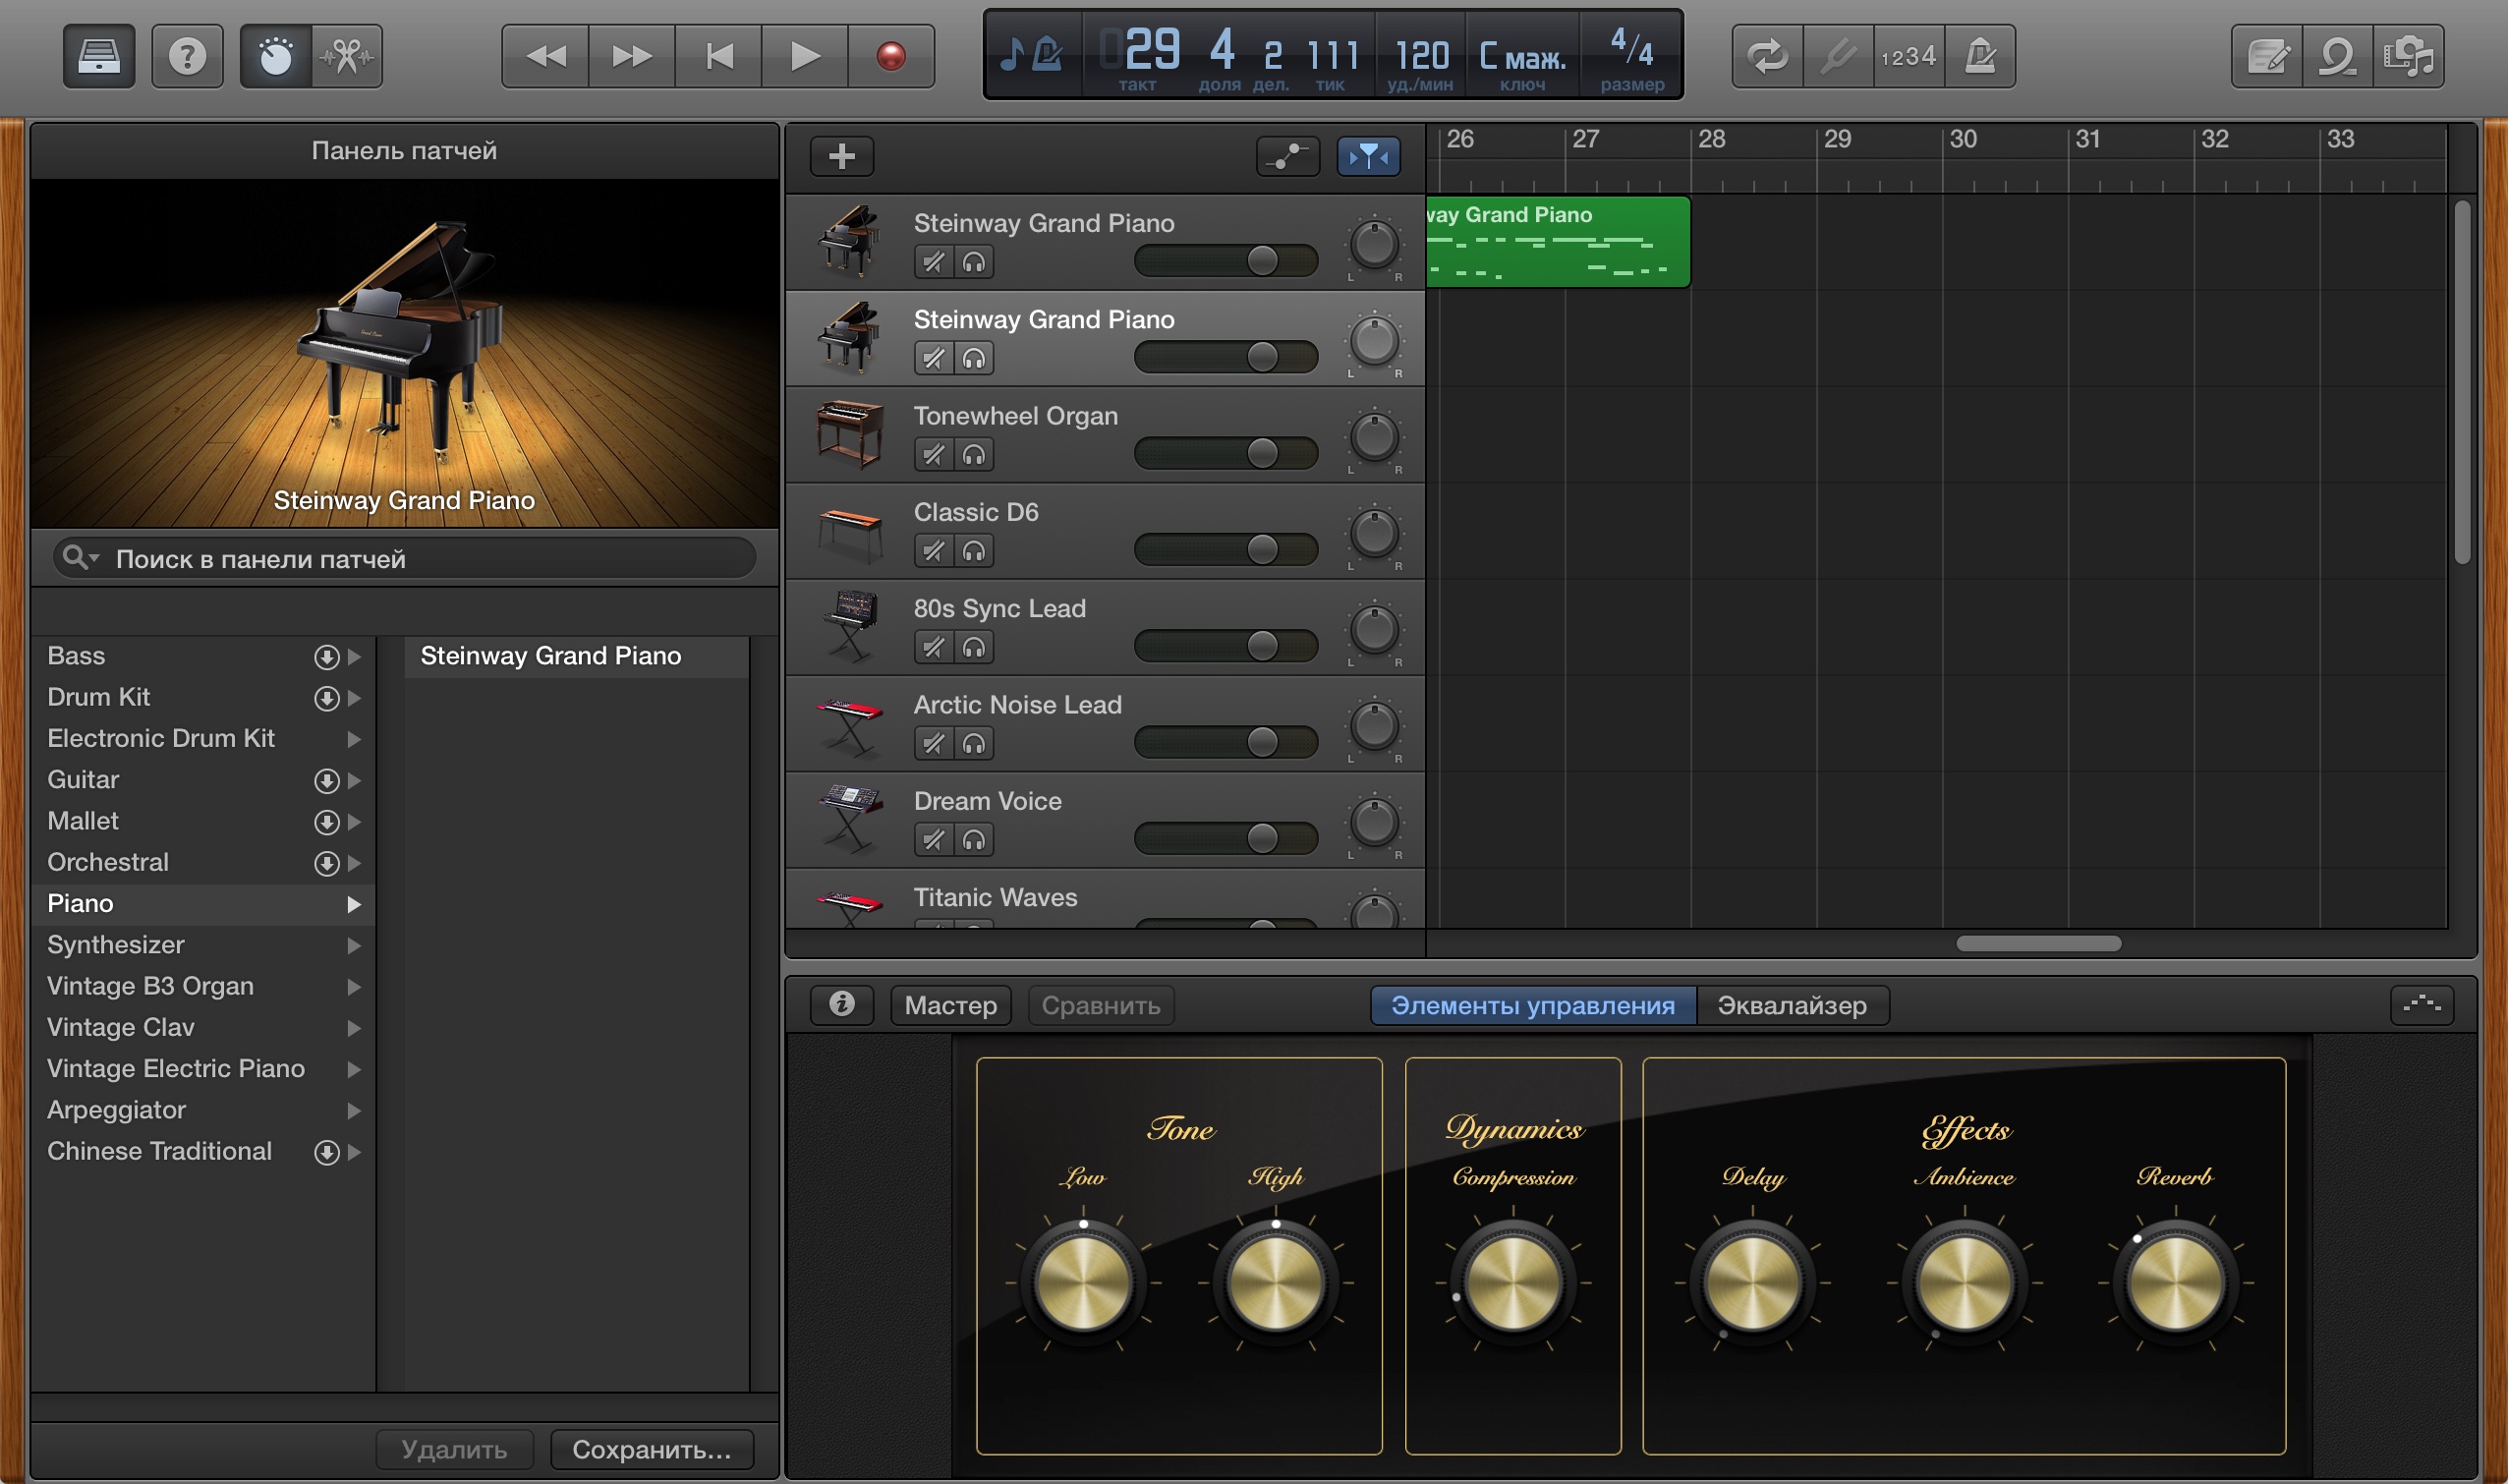 029 4 2 111 120 C маж. 4/4
такт доля дел. тик уд./мин ключ размер
1234
Панель патчей
Steinway Grand Piano
Поиск в панели патчей
Bass
Drum Kit
Electronic Drum Kit
Guitar
Mallet
Orchestral
Piano
Synthesizer
Vintage B3 Organ
Vintage Clav
Vintage Electric Piano
Arpeggiator
Chinese Traditional
Steinway Grand Piano
Удалить Сохранить...
26 27 28 29 30 31 32 33
Steinway Grand Piano
L R
Steinway Grand Piano
L R
Tonewheel Organ
L R
Classic D6
L R
80s Sync Lead
L R
Arctic Noise Lead
L R
Dream Voice
L R
Titanic Waves
way Grand Piano
Мастер Сравнить Элементы управления Эквалайзер
Tone
Low High
Dynamics
Compression
Effects
Delay Ambience Reverb